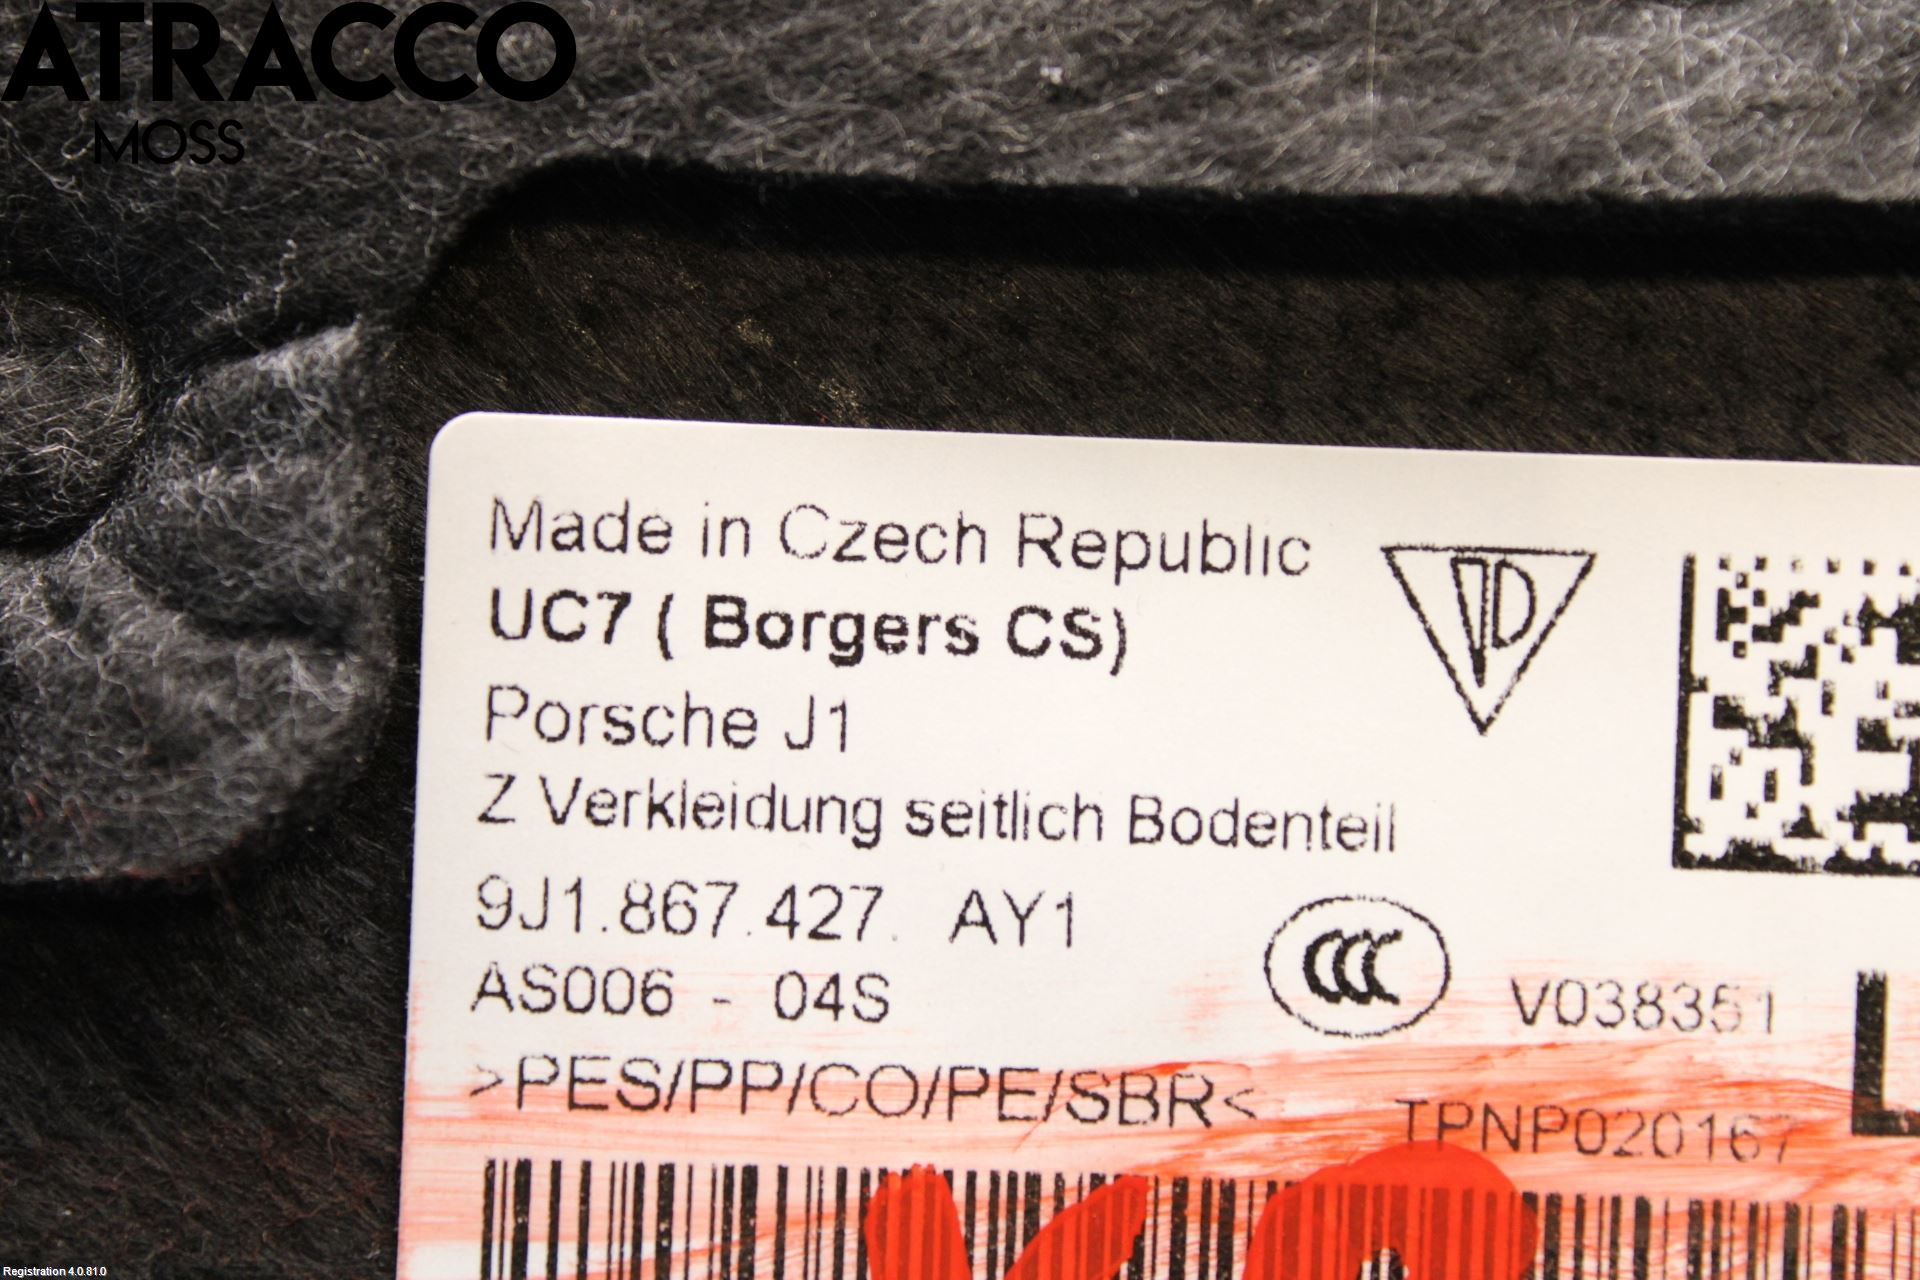 ATRACCO
MOSS
Made in Czech Republic
UC7 ( Borgers CS)
Porsche J1
Z Verkleidung seitlich Bodenteil
9J1.867.427. AY1
AS006 - 04S
V038351
>PES/PP/CO/PE/SBR<
TPNP020167
L
Registration 4.0.81.0